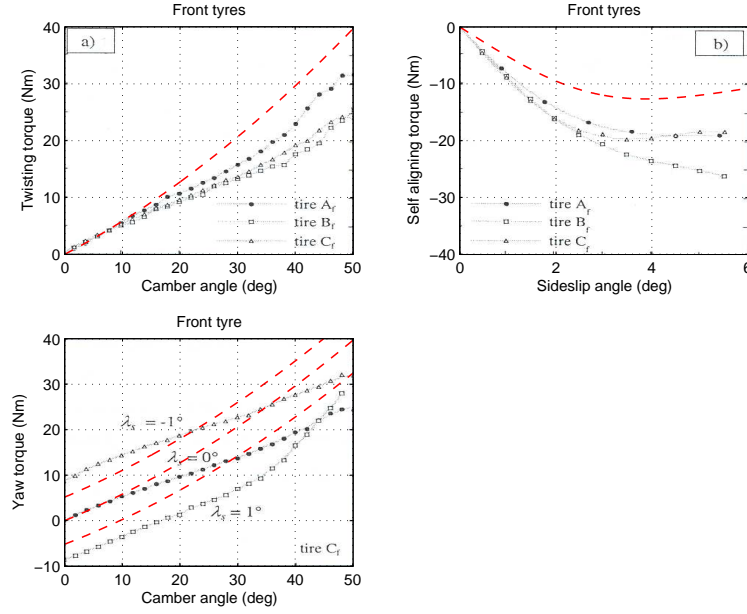 Front tyres
a)
Twisting torque (Nm)
40
30
20
10
0
tire A_f
tire B_f
tire C_f
0 10 20 30 40 50
Camber angle (deg)
Front tyres
b)
Self aligning torque (Nm)
0
−10
−20
−30
−40
tire A_f
tire B_f
tire C_f
0 2 4 6
Sideslip angle (deg)
Front tyre
Yaw torque (Nm)
40
30
20
10
0
−10
λ_s = -1°
λ_s = 0°
λ_s = 1°
tire C_f
0 10 20 30 40 50
Camber angle (deg)